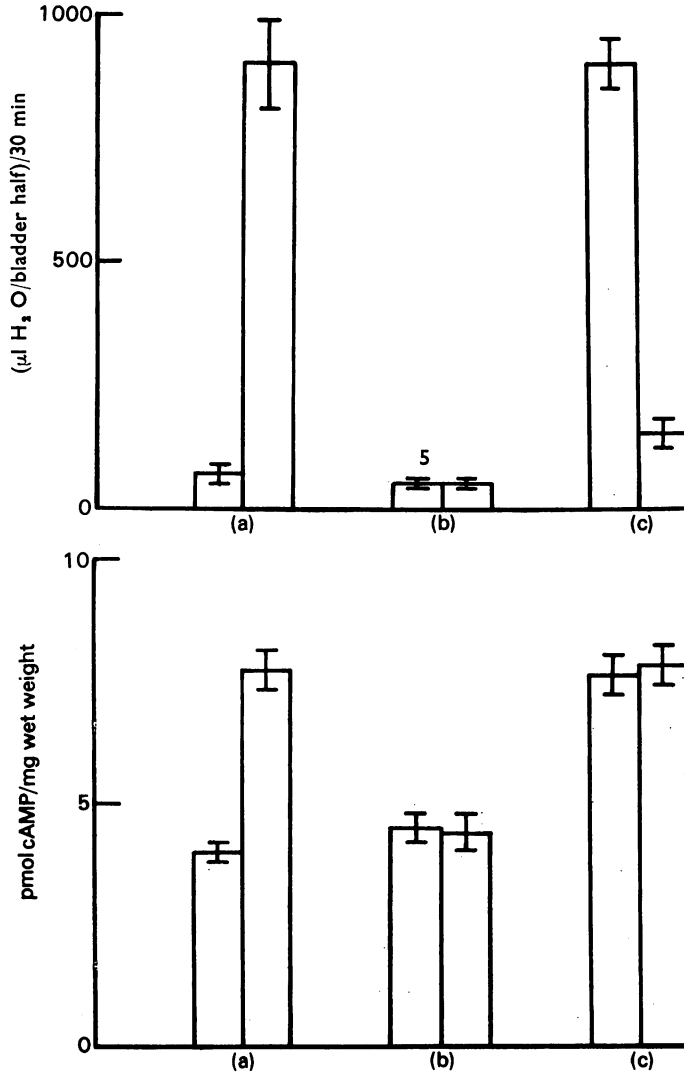 1000
500
0
(µl H₂ O/bladder half)/30 min
5
(a)
(b)
(c)
10
5
0
pmol cAMP/mg wet weight
(a)
(b)
(c)